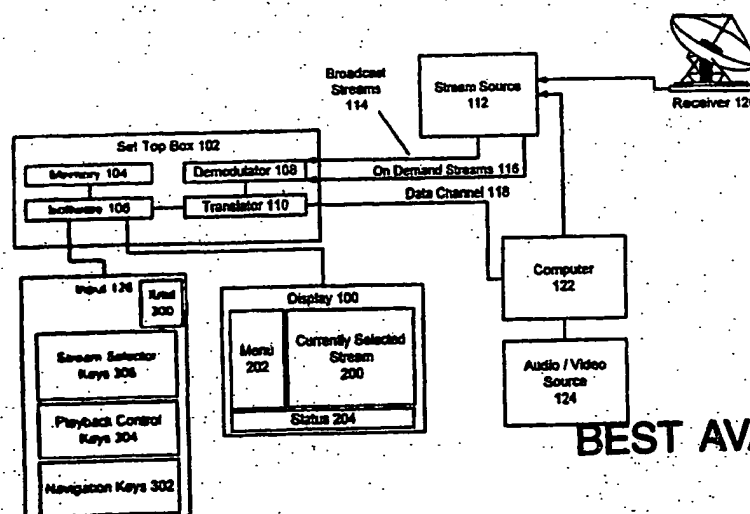 Broadcast
Streams
114
Stream Source
112
Receiver 12
Set Top Box 102
Memory 104
Demodulator 108
On Demand Streams 116
Software 106
Translator 110
Data Channel 118
Input 126
300
Stream Selector
Keys 306
Playback Control
Keys 304
Navigation Keys 302
Display 100
Menu
202
Currently Selected
Stream
200
Status 204
Computer
122
Audio / Video
Source
124
BEST AVA